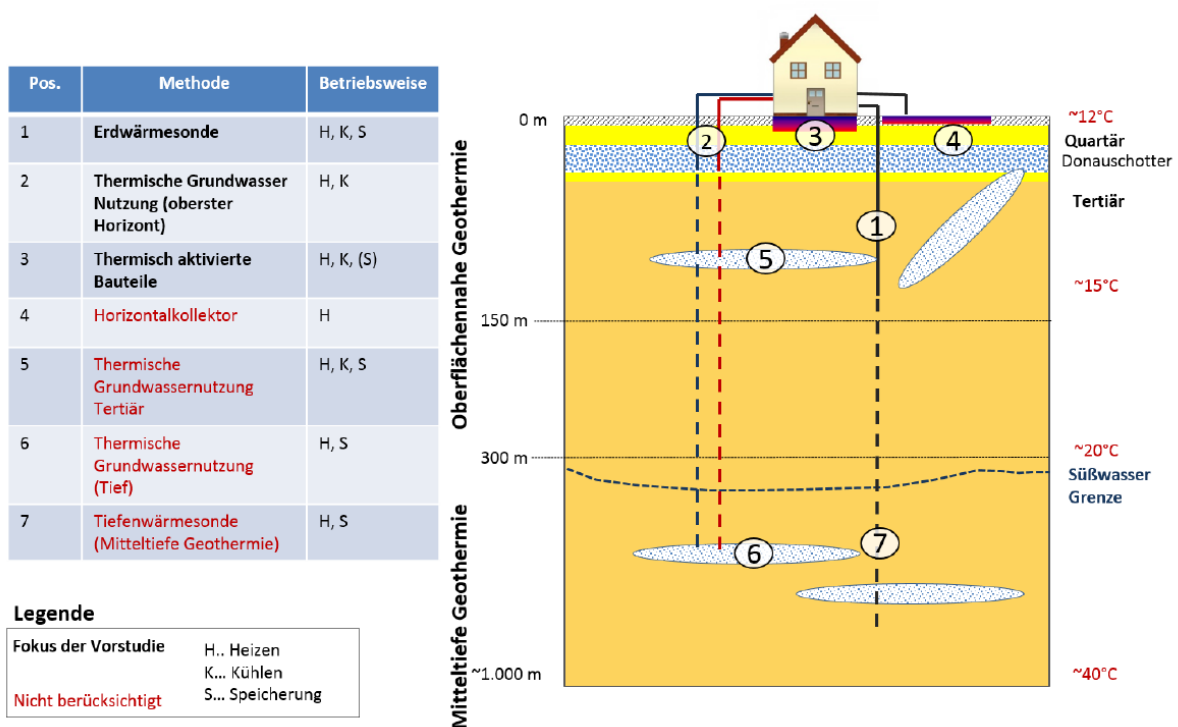 Pos. Methode Betriebsweise
1 Erdwärmesonde H, K, S
2 Thermische Grundwasser H, K
Nutzung (oberster
Horizont)
3 Thermisch aktivierte H, K, (S)
Bauteile
4 Horizontalkollektor H
5 Thermische H, K, S
Grundwassernutzung
Tertiär
6 Thermische H, S
Grundwassernutzung
(Tief)
7 Tiefenwärmesonde H, S
(Mitteltiefe Geothermie)
Legende
Fokus der Vorstudie
Nicht berücksichtigt
H.. Heizen
K... Kühlen
S... Speicherung
Oberflächennahe Geothermie
Mitteltiefe Geothermie
0 m
150 m
300 m
~1.000 m
2
3
4
1
5
6
7
~12°C
Quartär
Donauschotter
Tertiär
~15°C
~20°C
Süßwasser
Grenze
~40°C